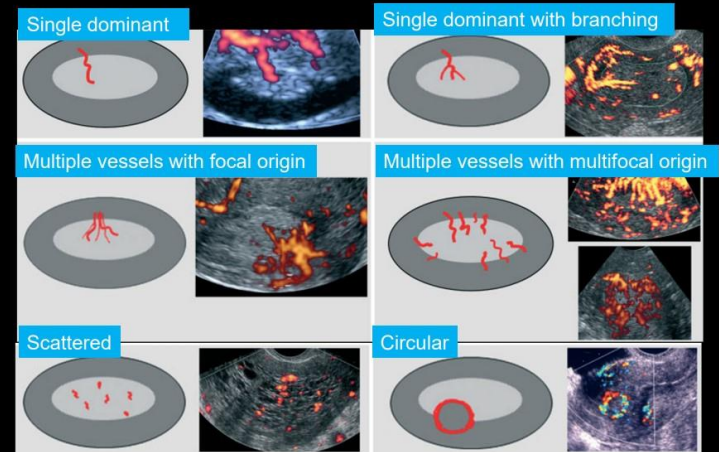 Single dominant
Single dominant with branching
Multiple vessels with focal origin
Multiple vessels with multifocal origin
Scattered
Circular